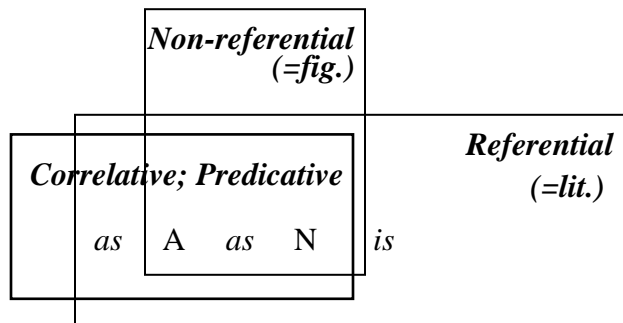 Non-referential
(=fig.)
Referential
Correlative; Predicative
(=lit.)
as A as N is